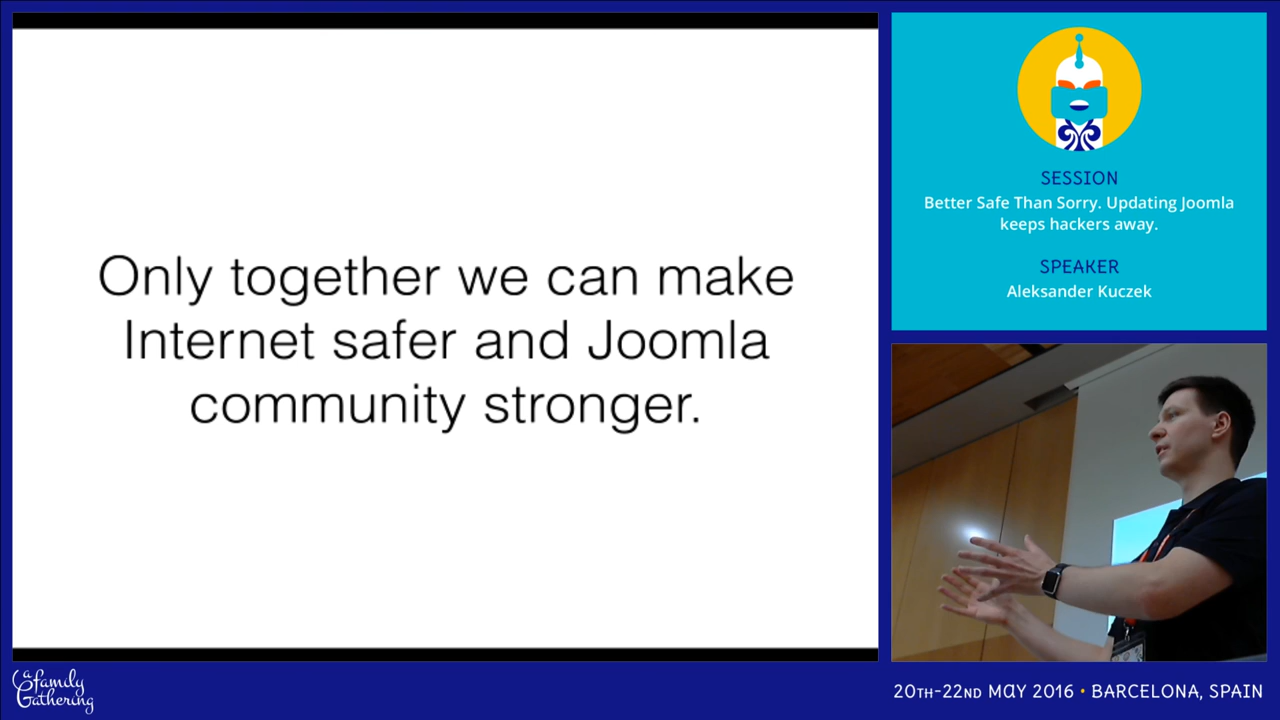 Only together we can make
Internet safer and Joomla
community stronger.
SESSION
Better Safe Than Sorry. Updating Joomla
keeps hackers away.
SPEAKER
Aleksander Kuczek
a family
Gathering
20TH-22ND MAY 2016 • BARCELONA, SPAIN